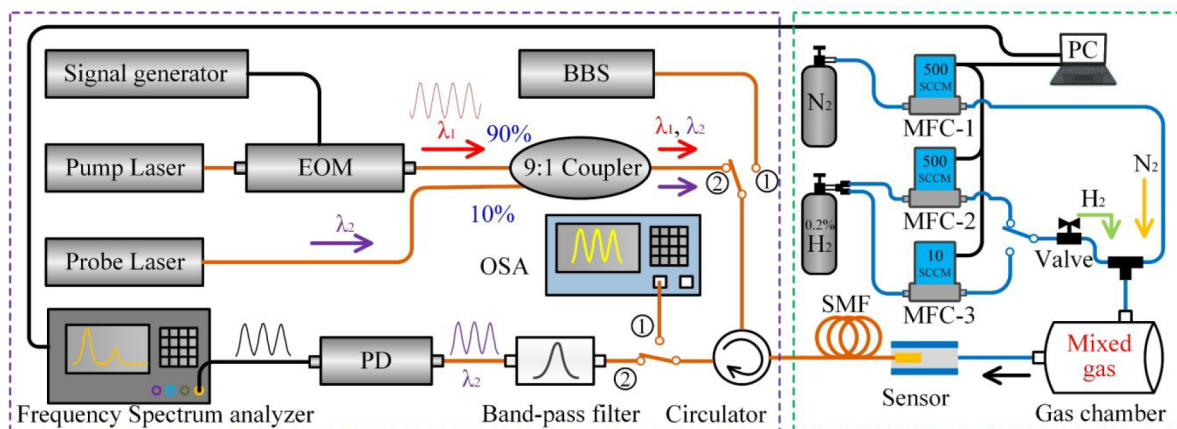 Signal generator
BBS
PC
N₂
500
SCCM
MFC-1
λ₁
90%
λ₁, λ₂
Pump Laser
EOM
9:1 Coupler
②
①
500
SCCM
MFC-2
N₂
H₂
10%
λ₂
0.2%
H₂
Probe Laser
OSA
10
SCCM
MFC-3
Valve
①
SMF
PD
λ₂
②
Mixed
gas
Sensor
Frequency Spectrum analyzer
Band-pass filter
Circulator
Gas chamber